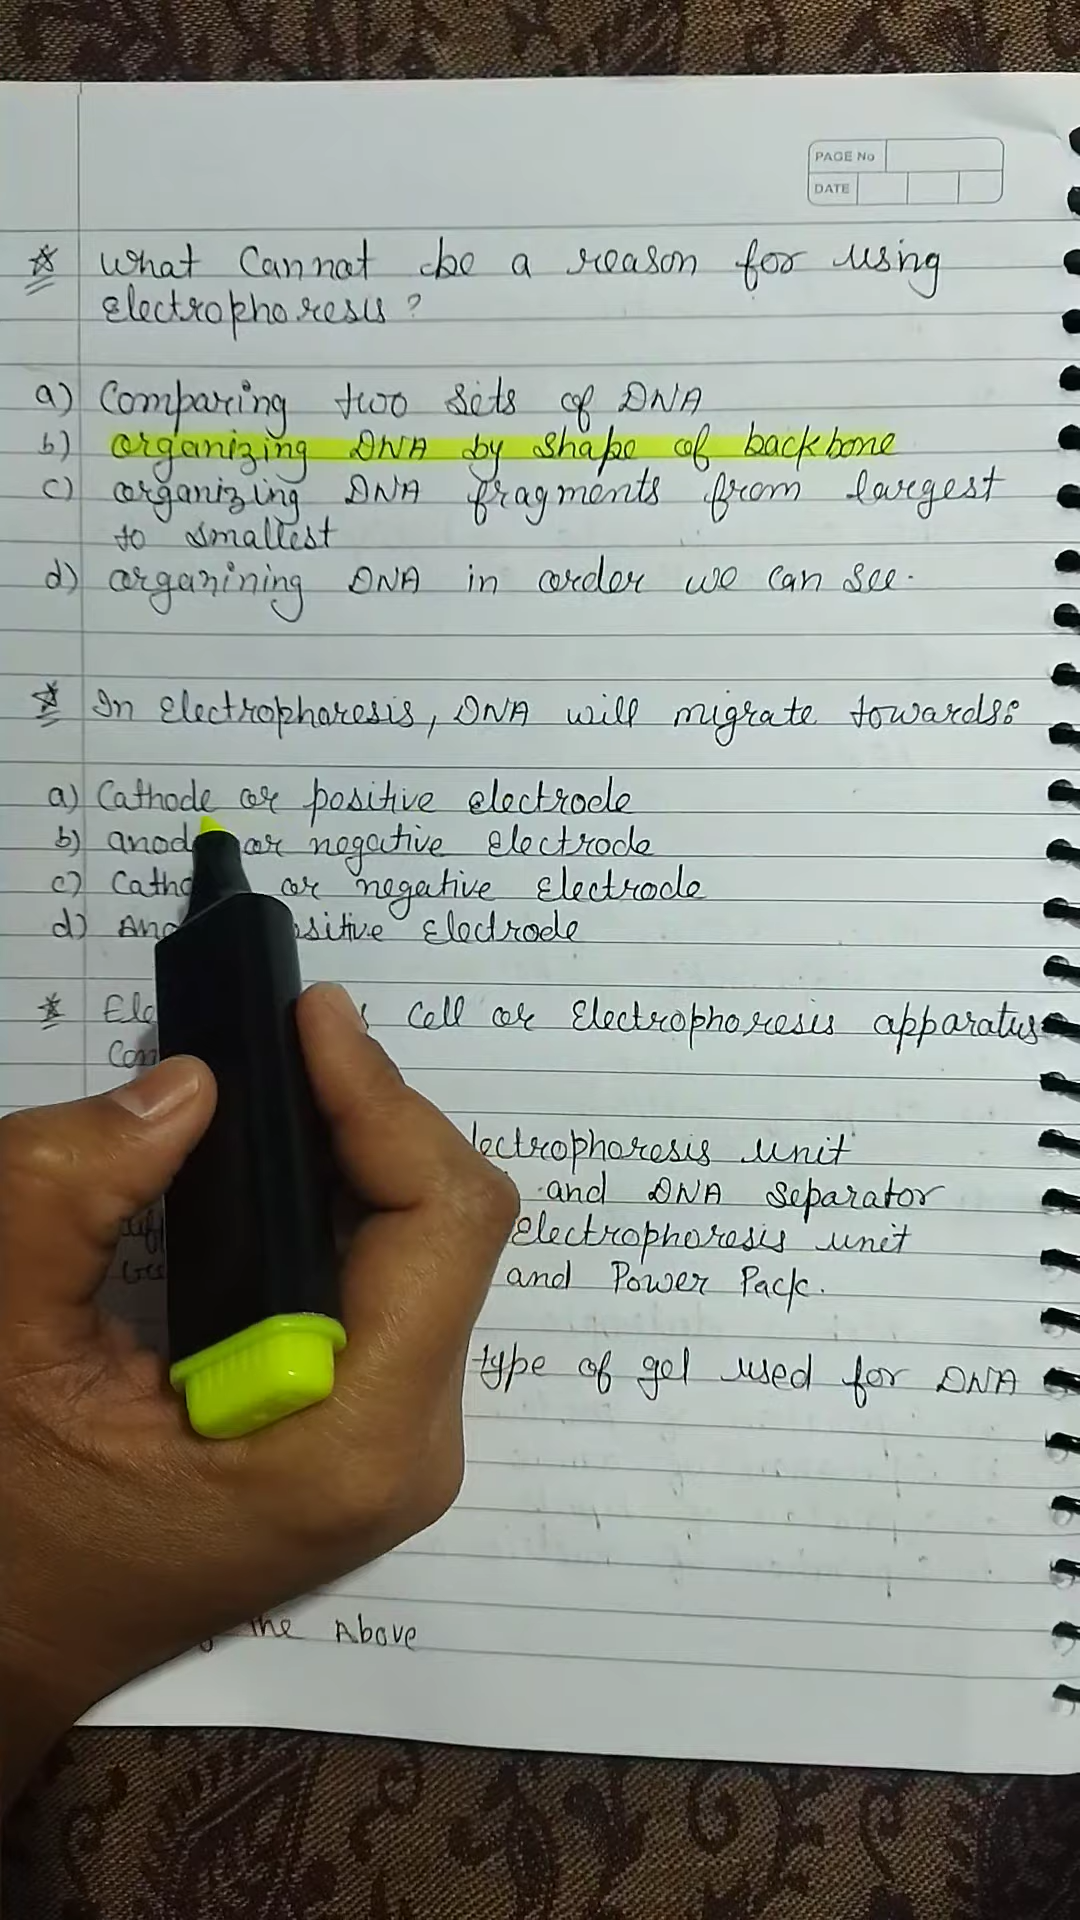 PAGE No
DATE
What Cannot be a reason for using
Electrophoresis?
a) Comparing two sets of DNA
b) organizing DNA by shape of backbone
c) organizing DNA fragments from largest
to smallest
d) organining DNA in order we can see.
In Electrophoresis, DNA will migrate towards:
a) Cathode or positive electrode
b) anod or negative Electrode
c) Catho or negative Electrode
d) Ano sitive Electrode
Ele s Cell or Electrophoresis apparatus
Con
lectrophoresis unit
and DNA separator
Electrophoresis unit
and Power Pack.
type of gel used for DNA
the Above